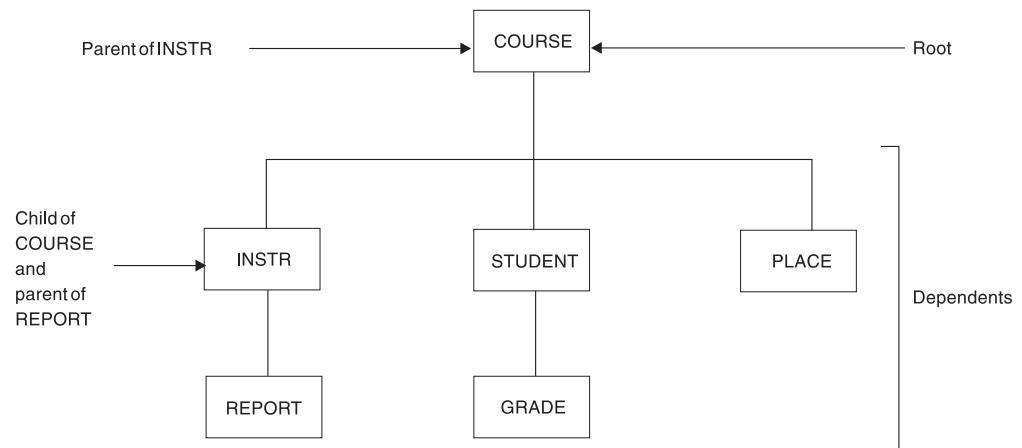 Parent of INSTR
COURSE
Root
Child of
COURSE
and
parent of
REPORT
INSTR
STUDENT
PLACE
Dependents
REPORT
GRADE